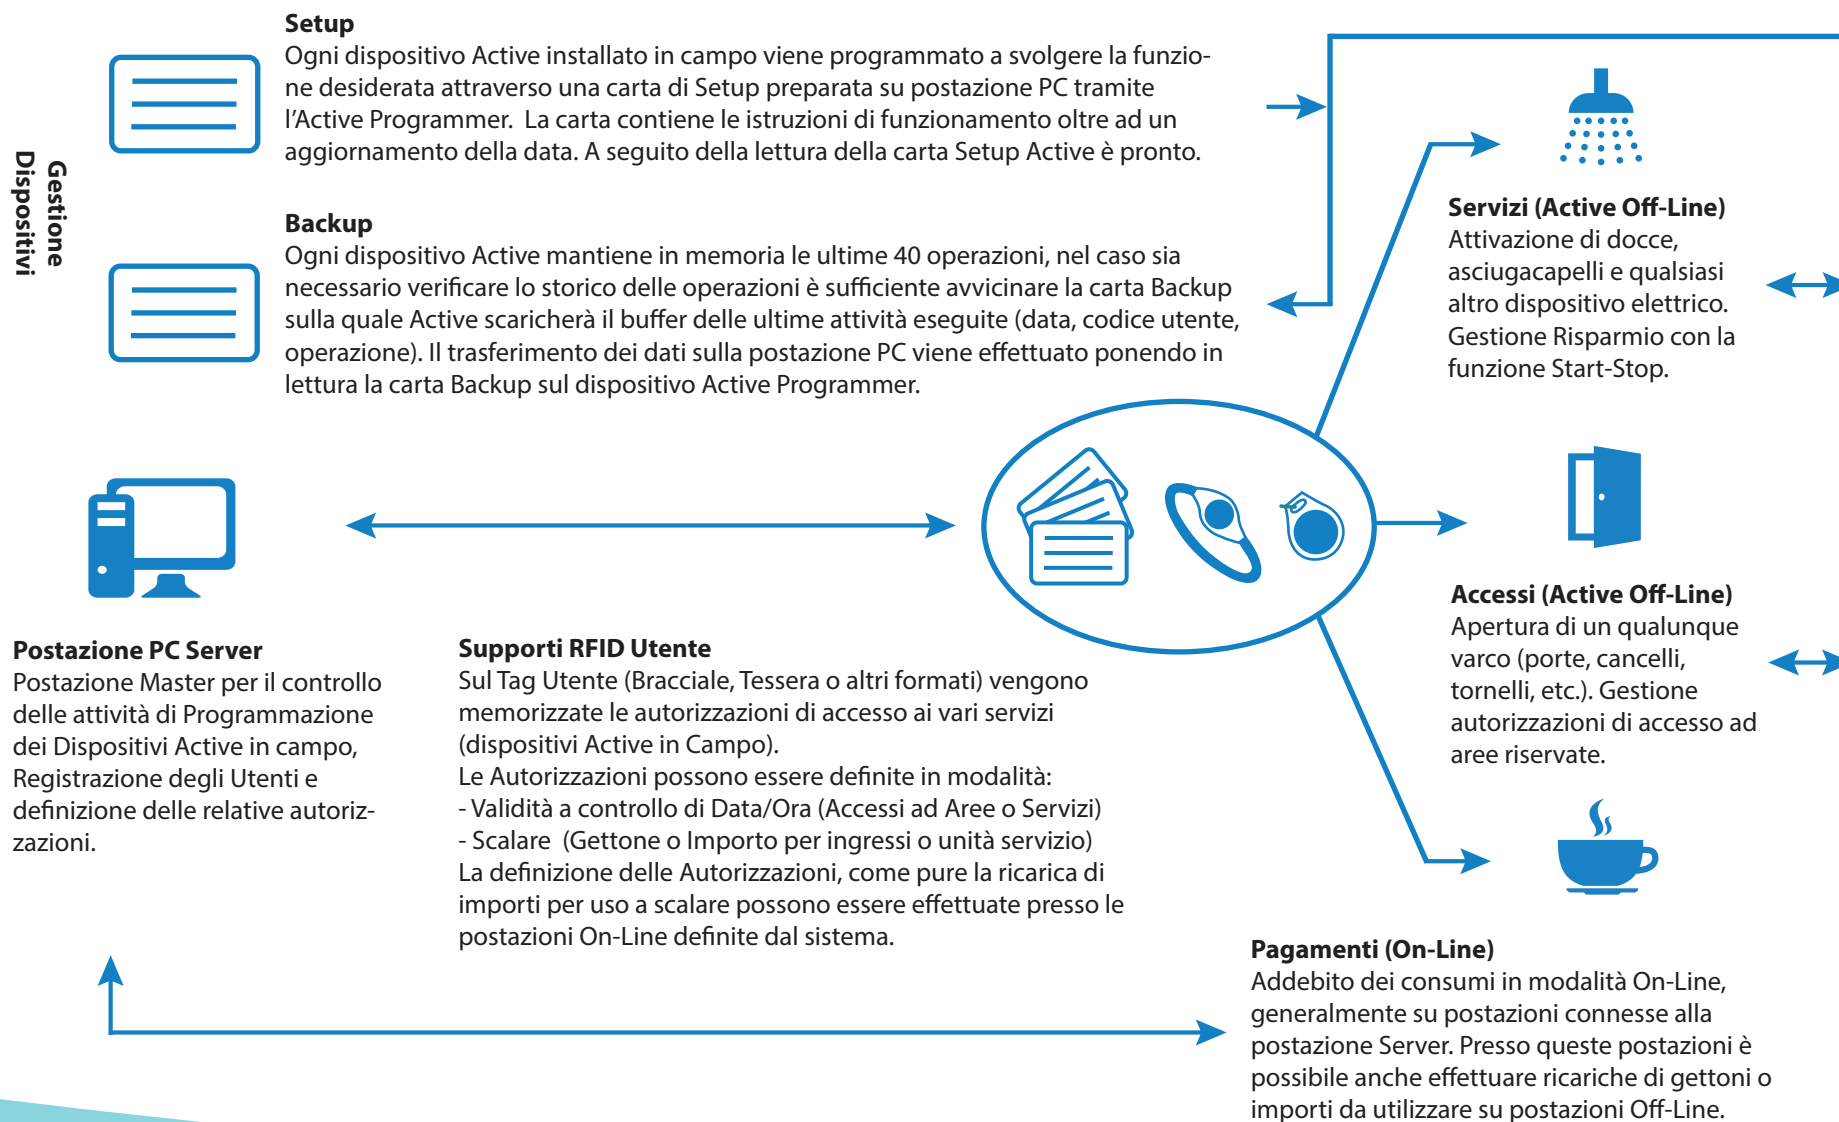 Gestione
Dispositivi
Setup
Ogni dispositivo Active installato in campo viene programmato a svolgere la funzio-
ne desiderata attraverso una carta di Setup preparata su postazione PC tramite
l'Active Programmer.  La carta contiene le istruzioni di funzionamento oltre ad un
aggiornamento della data. A seguito della lettura della carta Setup Active è pronto.
Backup
Ogni dispositivo Active mantiene in memoria le ultime 40 operazioni, nel caso sia
necessario verificare lo storico delle operazioni è sufficiente avvicinare la carta Backup
sulla quale Active scaricherà il buffer delle ultime attività eseguite (data, codice utente,
operazione). Il trasferimento dei dati sulla postazione PC viene effettuato ponendo in
lettura la carta Backup sul dispositivo Active Programmer.
Servizi (Active Off-Line)
Attivazione di docce,
asciugacapelli e qualsiasi
altro dispositivo elettrico.
Gestione Risparmio con la
funzione Start-Stop.
Accessi (Active Off-Line)
Apertura di un qualunque
varco (porte, cancelli,
tornelli, etc.). Gestione
autorizzazioni di accesso ad
aree riservate.
Postazione PC Server
Postazione Master per il controllo
delle attività di Programmazione
dei Dispositivi Active in campo,
Registrazione degli Utenti e
definizione delle relative autoriz-
zazioni.
Supporti RFID Utente
Sul Tag Utente (Bracciale, Tessera o altri formati) vengono
memorizzate le autorizzazioni di accesso ai vari servizi
(dispositivi Active in Campo).
Le Autorizzazioni possono essere definite in modalità:
- Validità a controllo di Data/Ora (Accessi ad Aree o Servizi)
- Scalare  (Gettone o Importo per ingressi o unità servizio)
La definizione delle Autorizzazioni, come pure la ricarica di
importi per uso a scalare possono essere effettuate presso le
postazioni On-Line definite dal sistema.
Pagamenti (On-Line)
Addebito dei consumi in modalità On-Line,
generalmente su postazioni connesse alla
postazione Server. Presso queste postazioni è
possibile anche effettuare ricariche di gettoni o
importi da utilizzare su postazioni Off-Line.